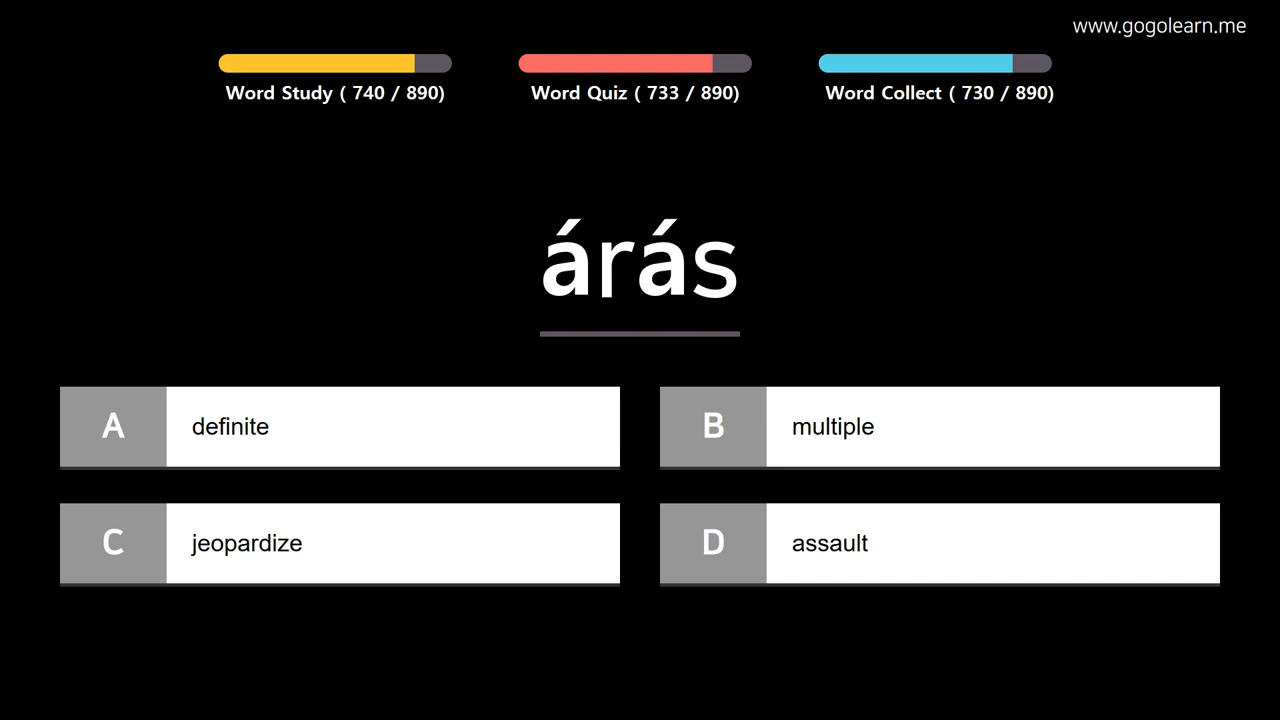 www.gogolearn.me
Word Study ( 740 / 890)
Word Quiz ( 733 / 890)
Word Collect ( 730 / 890)
árás
A definite
B multiple
C jeopardize
D assault